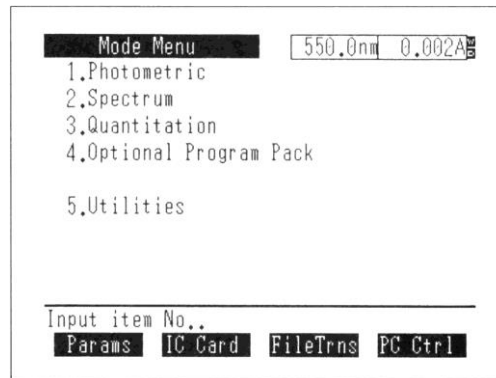 Mode Menu 550.0nm 0.002A
1.Photometric
2.Spectrum
3.Quantitation
4.Optional Program Pack
5.Utilities
Input item No..
Params IC Card FileTrns PC Ctrl